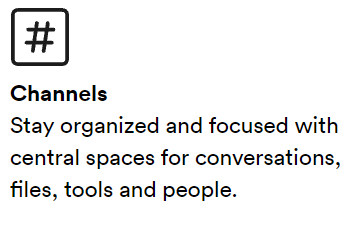 #
Channels
Stay organized and focused with
central spaces for conversations,
files, tools and people.